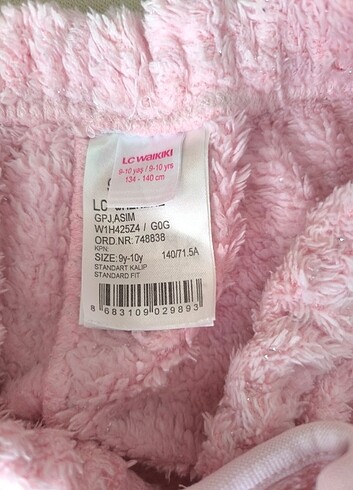 LC WAIKIKI
9-10 yaş / 9-10 yrs
134 - 140 cm
LC
GPJ,ASIM
W1H425Z4 / G0G
ORD.NR: 748838
KPN:
SIZE: 9y-10y 140/71.5A
STANDART KALIP
STANDARD FIT
8 683109 029893